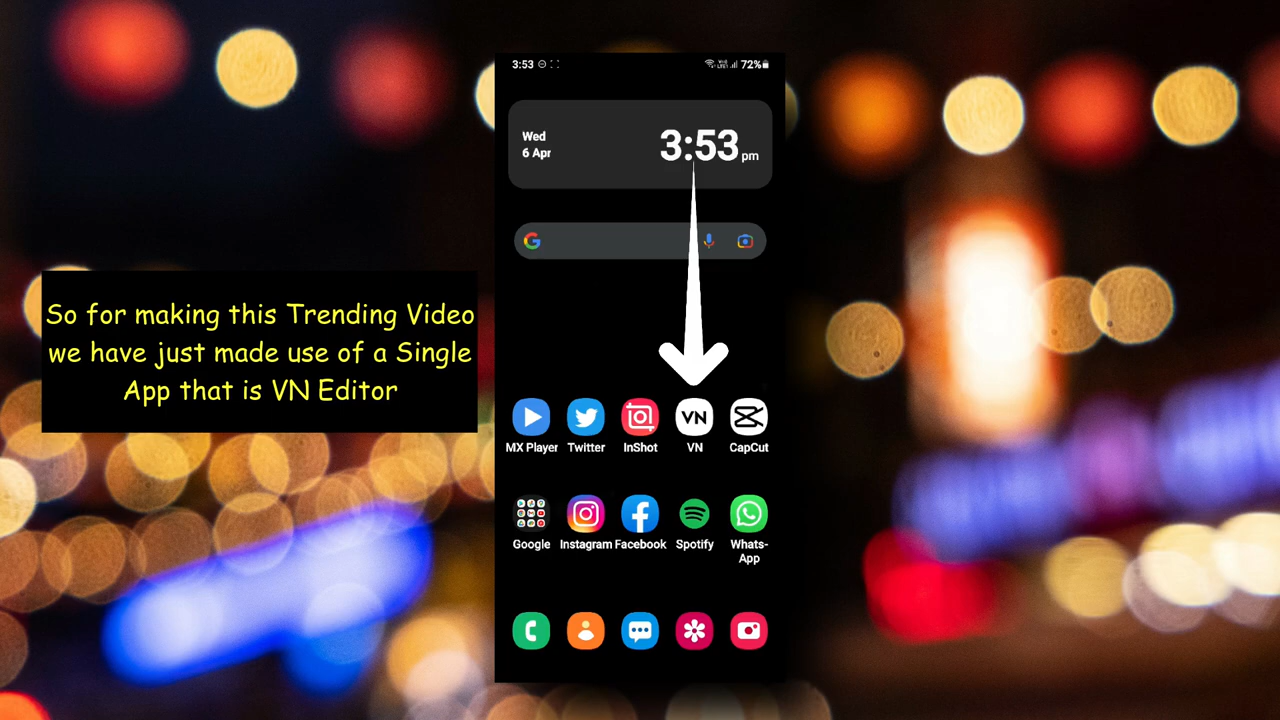 3:53
72%
Wed
6 Apr
3:53 pm
So for making this Trending Video
we have just made use of a Single
App that is VN Editor
VN
MX Player Twitter InShot VN CapCut
Google Instagram Facebook Spotify Whats-
App